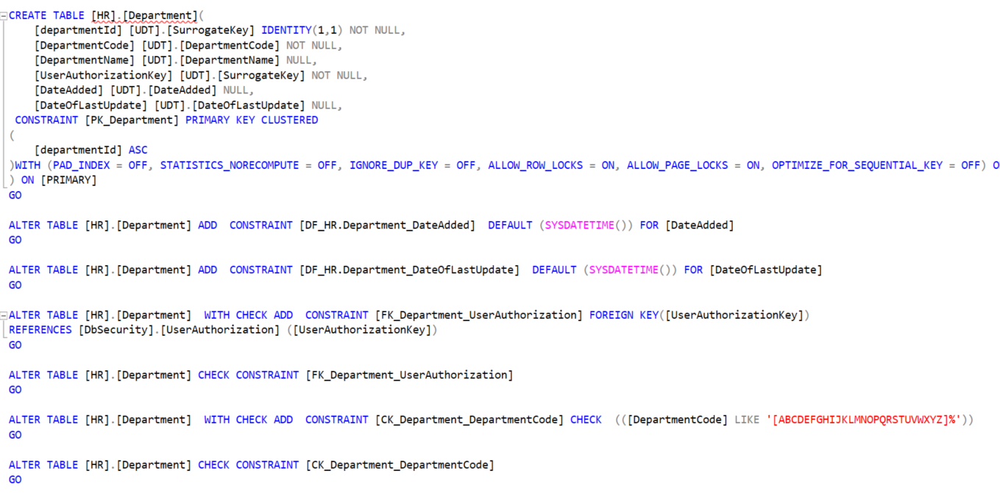 CREATE TABLE [HR].[Department](
    [departmentId] [UDT].[SurrogateKey] IDENTITY(1,1) NOT NULL,
    [DepartmentCode] [UDT].[DepartmentCode] NOT NULL,
    [DepartmentName] [UDT].[DepartmentName] NULL,
    [UserAuthorizationKey] [UDT].[SurrogateKey] NOT NULL,
    [DateAdded] [UDT].[DateAdded] NULL,
    [DateOfLastUpdate] [UDT].[DateOfLastUpdate] NULL,
 CONSTRAINT [PK_Department] PRIMARY KEY CLUSTERED
(
    [departmentId] ASC
)WITH (PAD_INDEX = OFF, STATISTICS_NORECOMPUTE = OFF, IGNORE_DUP_KEY = OFF, ALLOW_ROW_LOCKS = ON, ALLOW_PAGE_LOCKS = ON, OPTIMIZE_FOR_SEQUENTIAL_KEY = OFF) O
) ON [PRIMARY]
GO
ALTER TABLE [HR].[Department] ADD  CONSTRAINT [DF_HR.Department_DateAdded]  DEFAULT (SYSDATETIME()) FOR [DateAdded]
GO
ALTER TABLE [HR].[Department] ADD  CONSTRAINT [DF_HR.Department_DateOfLastUpdate]  DEFAULT (SYSDATETIME()) FOR [DateOfLastUpdate]
GO
ALTER TABLE [HR].[Department]  WITH CHECK ADD  CONSTRAINT [FK_Department_UserAuthorization] FOREIGN KEY([UserAuthorizationKey])
REFERENCES [DbSecurity].[UserAuthorization] ([UserAuthorizationKey])
GO
ALTER TABLE [HR].[Department] CHECK CONSTRAINT [FK_Department_UserAuthorization]
GO
ALTER TABLE [HR].[Department]  WITH CHECK ADD  CONSTRAINT [CK_Department_DepartmentCode] CHECK  (([DepartmentCode] LIKE '[ABCDEFGHIJKLMNOPQRSTUVWXYZ]%'))
GO
ALTER TABLE [HR].[Department] CHECK CONSTRAINT [CK_Department_DepartmentCode]
GO